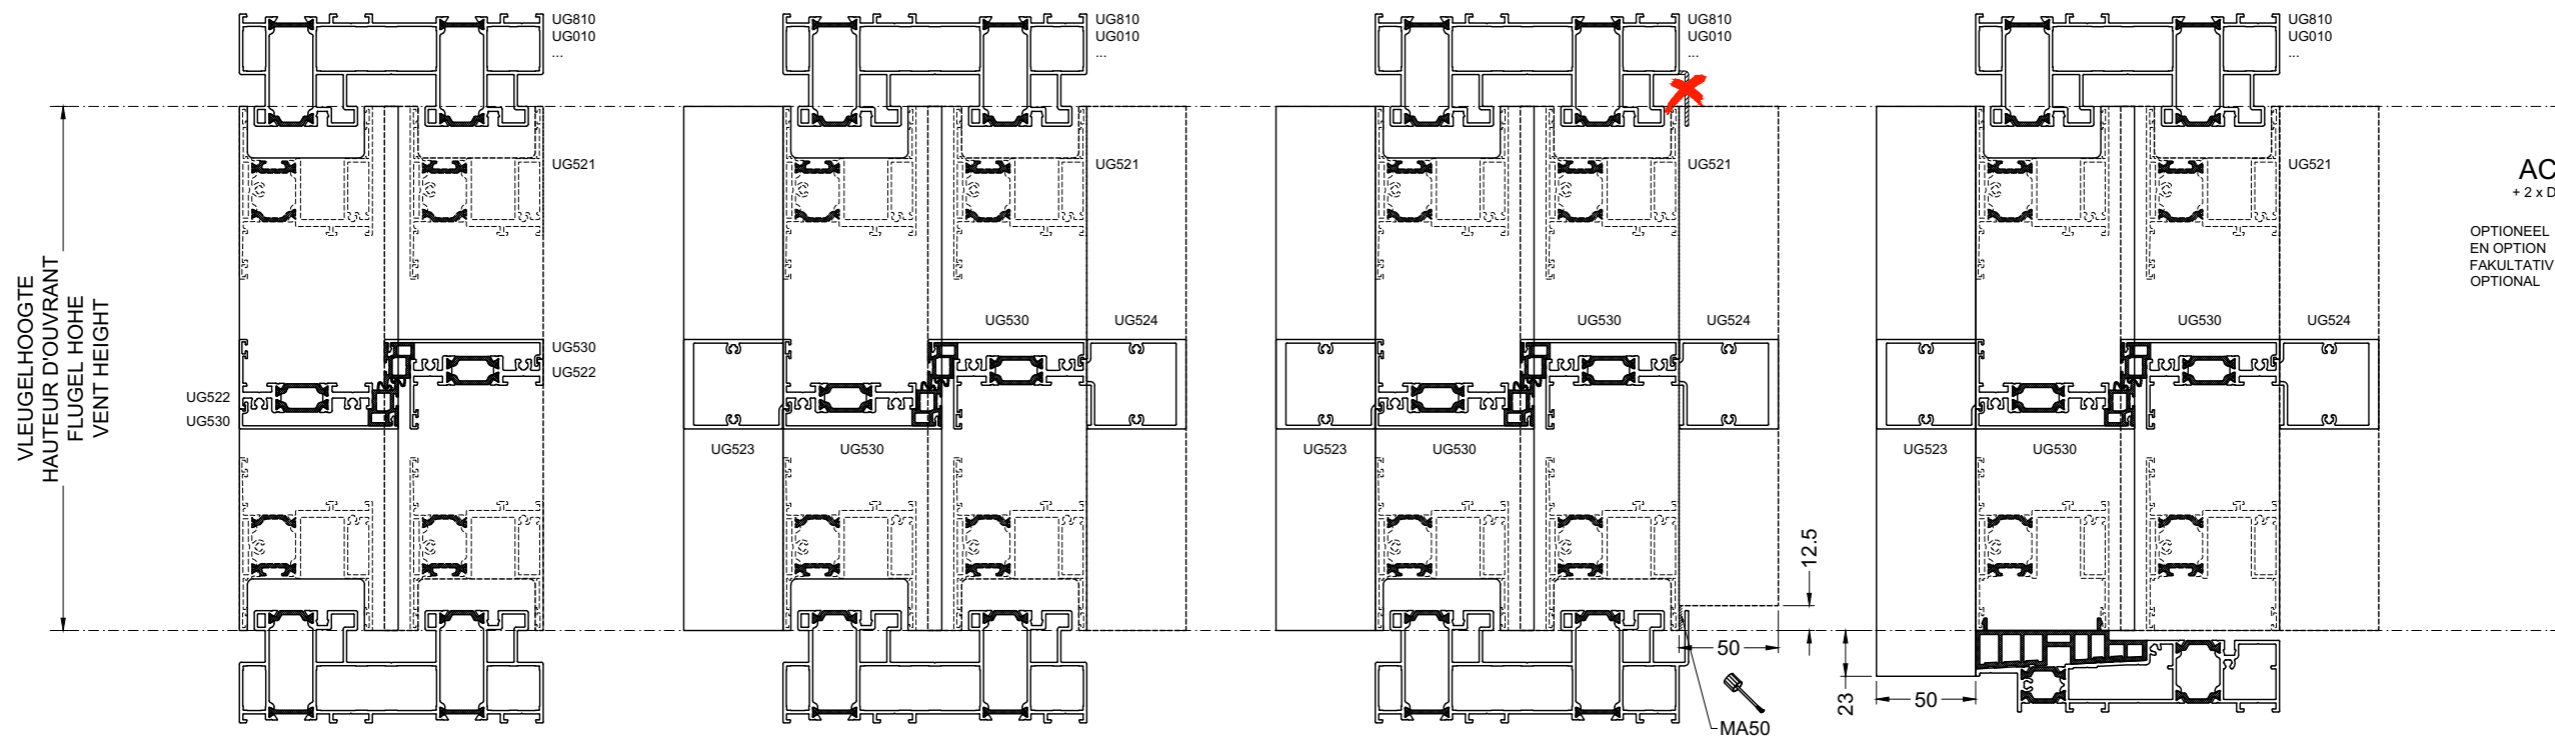 VLEUGELHOOGTE
HAUTEUR D'OUVRANT
FLUGEL HOHE
VENT HEIGHT
UG810
UG010
...
UG521
UG530
UG522
UG522
UG530
UG810
UG010
...
UG521
UG530
UG524
UG523
UG530
UG810
UG010
...
UG521
UG530
UG524
UG523
UG530
12.5
50
MA50
UG810
UG010
...
UG521
UG530
UG524
UG523
UG530
23
50
AC
+ 2 x D
OPTIONEEL
EN OPTION
FAKULTATIV
OPTIONAL